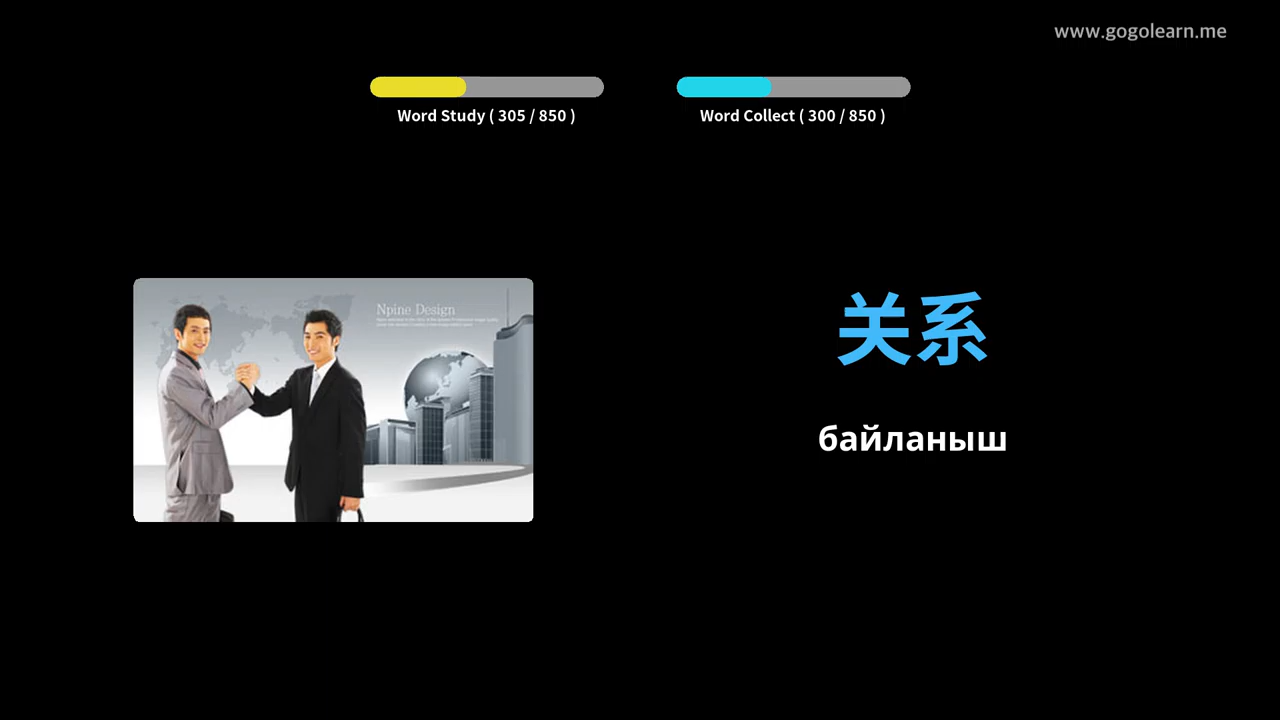 www.gogolearn.me
Word Study ( 305 / 850 )
Word Collect ( 300 / 850 )
Npine Design
关系
байланыш